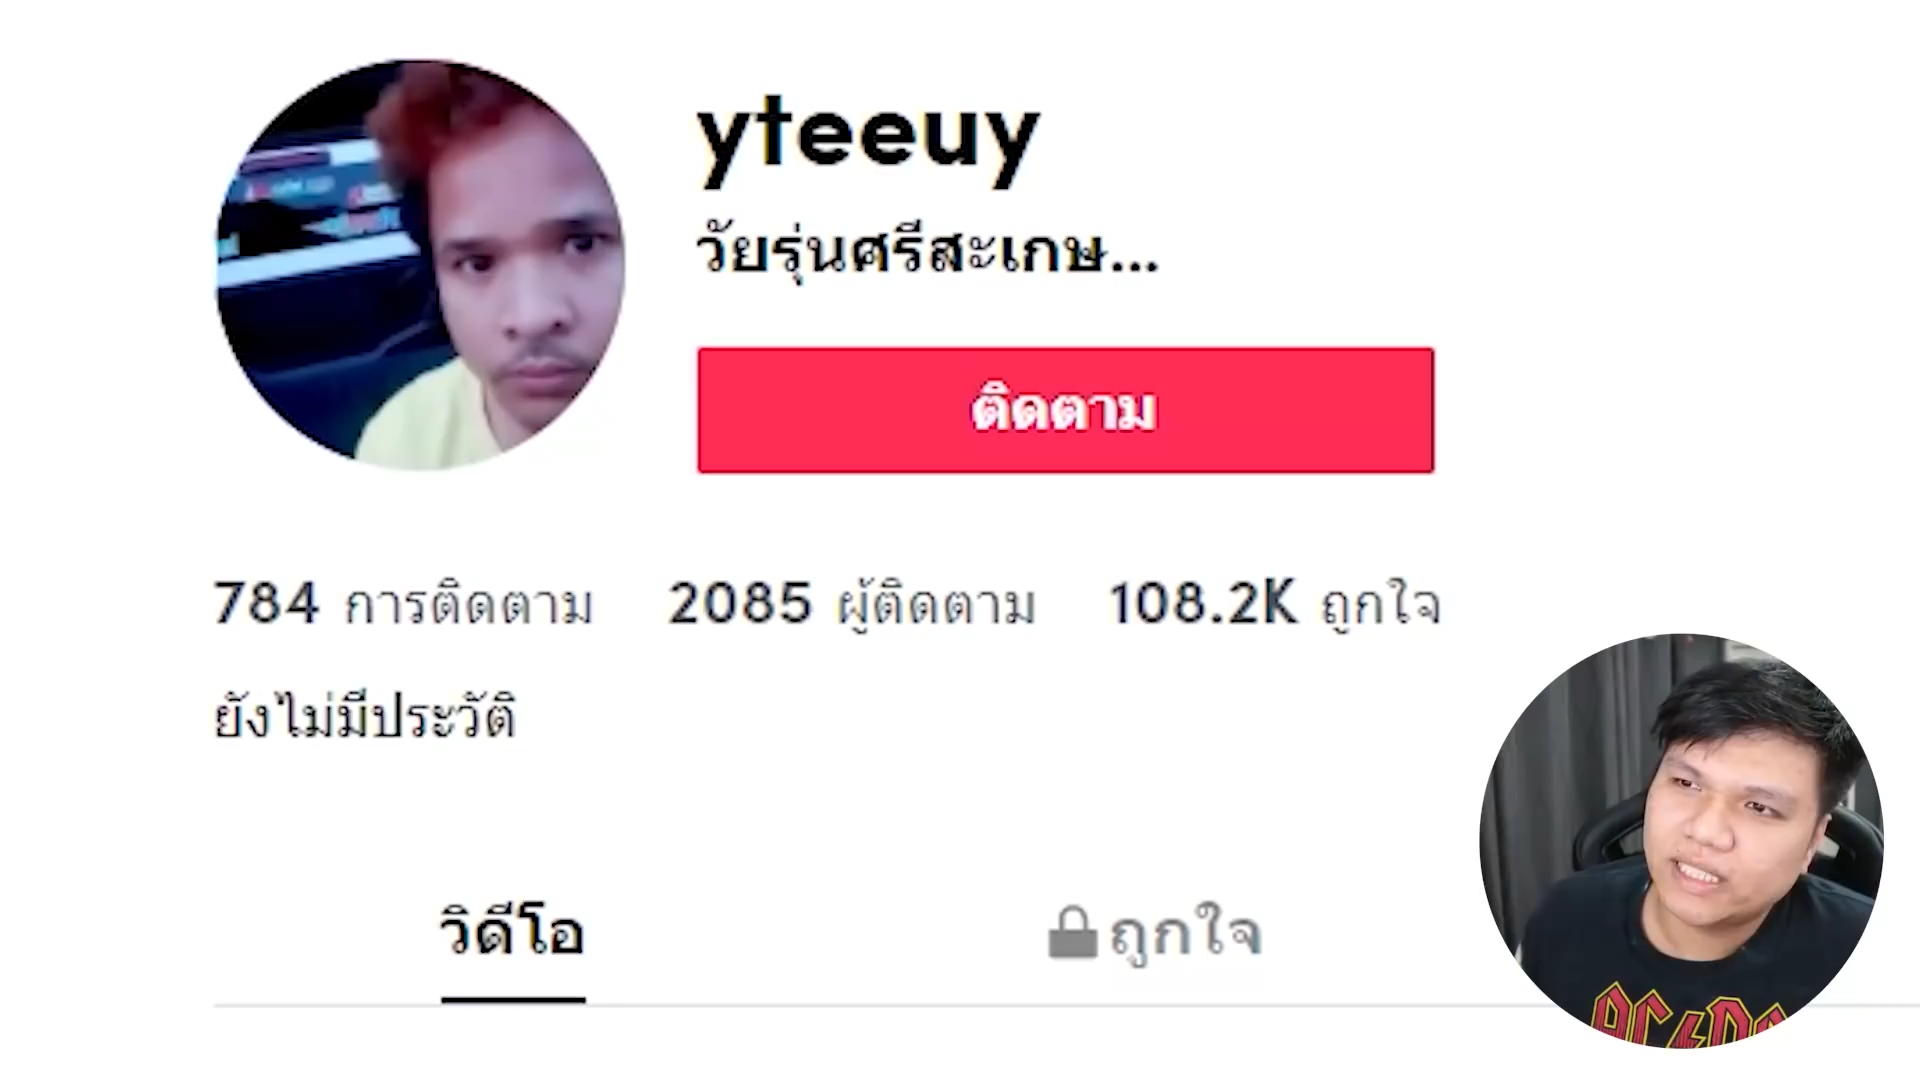 yteeuy
วัยรุ่นศรีสะเกษ...
ติดตาม
784 การติดตาม 2085 ผู้ติดตาม 108.2K ถูกใจ
ยังไม่มีประวัติ
วิดีโอ ถูกใจ